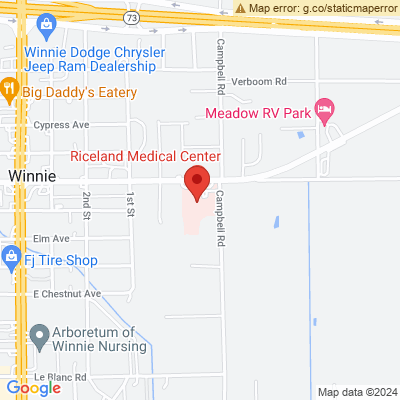 Map error: g.co/staticmaperror
73
Winnie Dodge Chrysler
Jeep Ram Dealership
Campbell Rd
Verboom Rd
Big Daddy's Eatery
Meadow RV Park
Cypress Ave
Riceland Medical Center
Winnie
2nd St
1st St
Campbell Rd
Elm Ave
Fj Tire Shop
E Chestnut Ave
Arboretum of
Winnie Nursing
Le Blanc Rd
Google
Map data ©2024